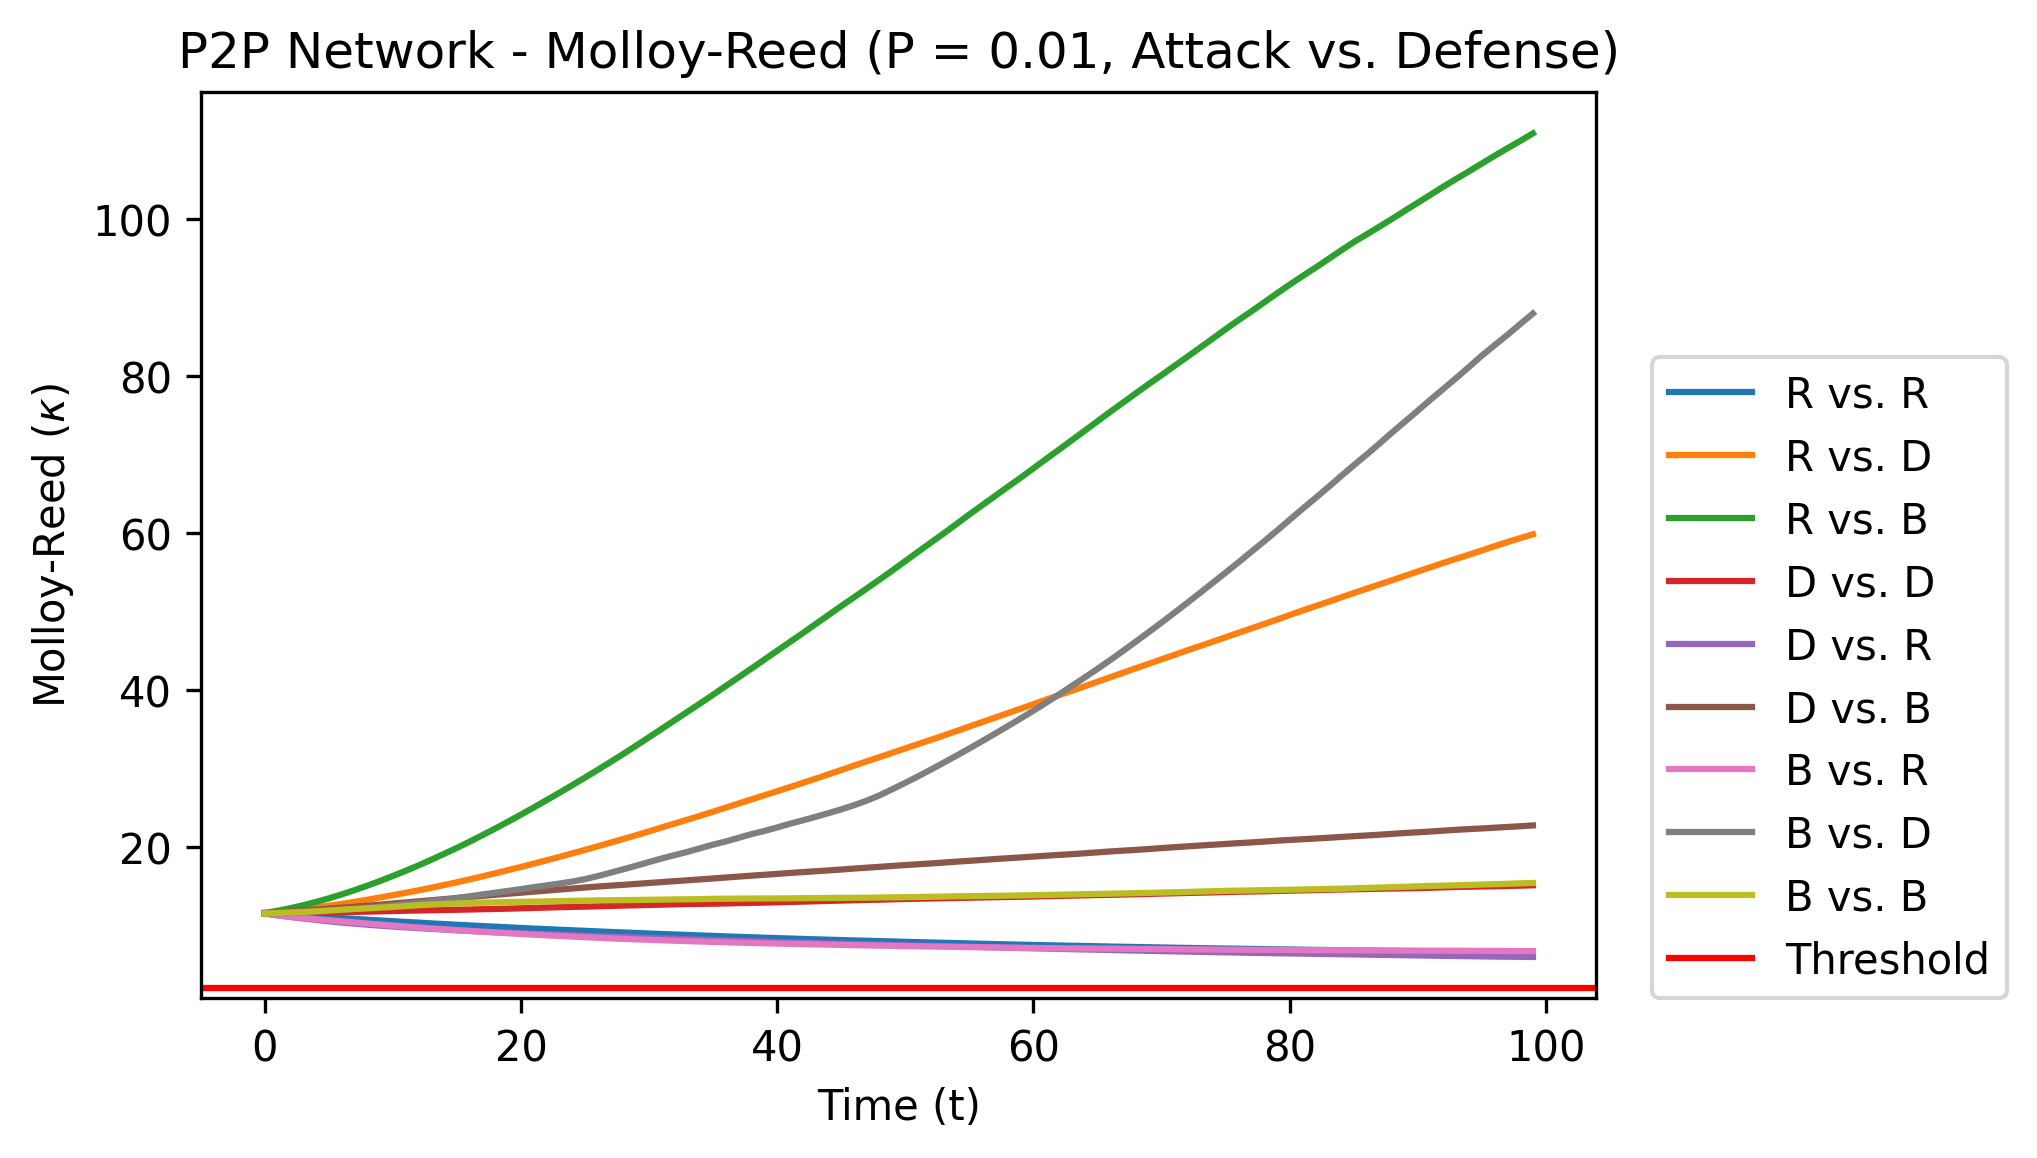 P2P Network - Molloy-Reed (P = 0.01, Attack vs. Defense)
Molloy-Reed (κ)
100
80
60
40
20
0 20 40 60 80 100
Time (t)
R vs. R
R vs. D
R vs. B
D vs. D
D vs. R
D vs. B
B vs. R
B vs. D
B vs. B
Threshold